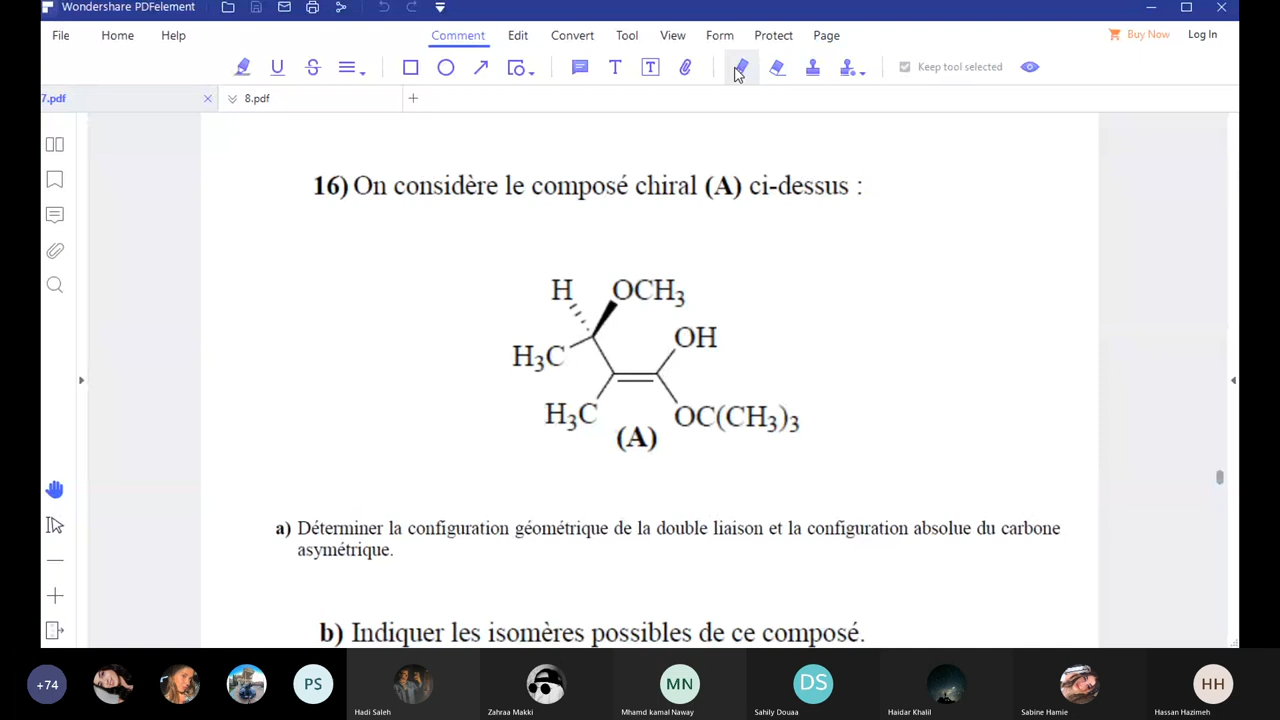 Wondershare PDFelement
File Home Help Comment Edit Convert Tool View Form Protect Page Buy Now Log In
Keep tool selected
7.pdf 8.pdf
16) On considère le composé chiral (A) ci-dessus :
H OCH3
OH
H3C
H3C OC(CH3)3
(A)
a) Déterminer la configuration géométrique de la double liaison et la configuration absolue du carbone
asymétrique.
b) Indiquer les isomères possibles de ce composé.
+74 PS MN DS HH
Hadi Saleh Zahraa Makki Mhamd kamal Naway Sahily Douaa Haidar Khalil Sabine Hamie Hassan Hazimeh